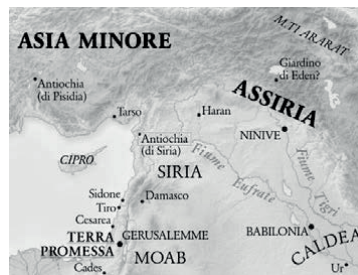 ASIA MINORE
M.TI ARARAT
Giardino
di Eden?
Antiochia
(di Pisidia)
ASSIRIA
Tarso
Haran
Antiochia
(di Siria)
NINIVE
CIPRO
SIRIA
Fiume
Eufrate
Fiume
Tigri
Sidone
Tiro
Damasco
Cesarea
TERRA
PROMESSA
GERUSALEMME
BABILONIA
CALDEA
MOAB
Cades
Ur